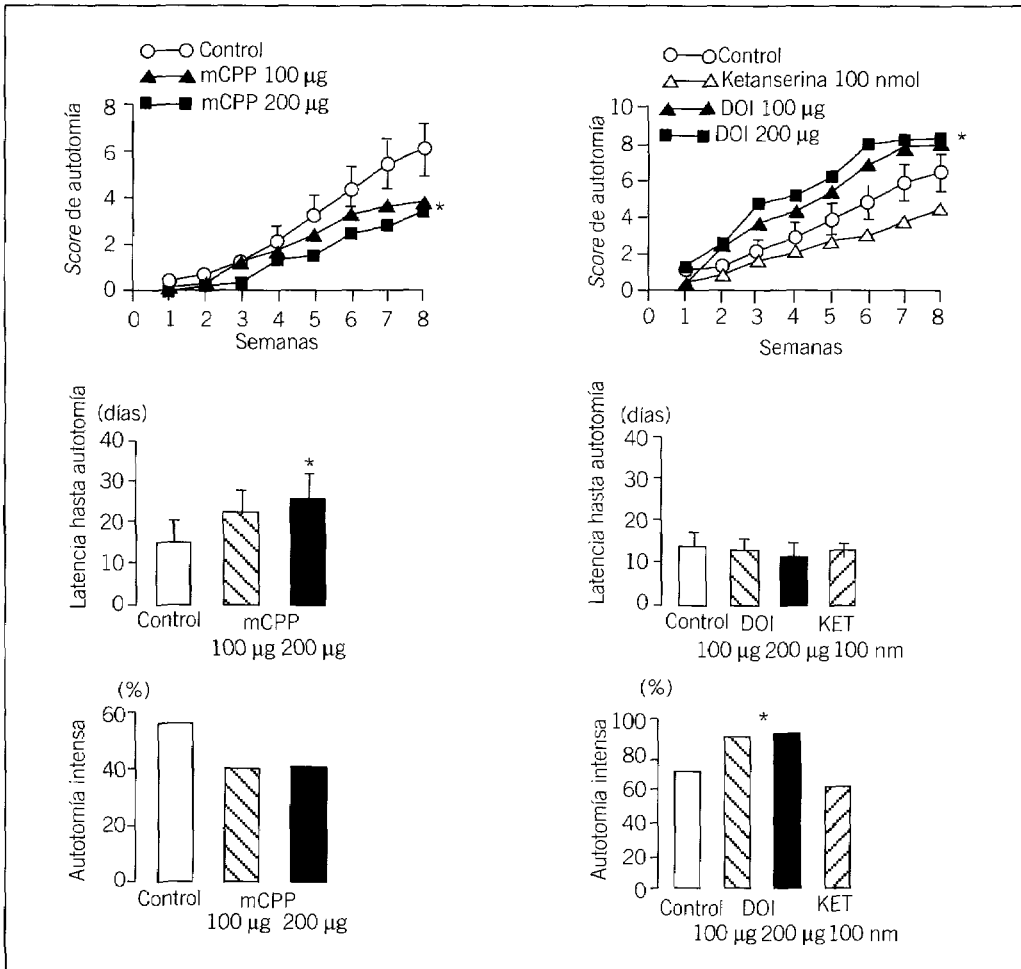 Control
mCPP 100 µg
mCPP 200 µg
Score de autotomía
8
6
4
2
0
0 1 2 3 4 5 6 7 8
Semanas
Control
Ketanserina 100 nmol
DOI 100 µg
DOI 200 µg
Score de autotomía
10
8
6
4
2
0
*
0 1 2 3 4 5 6 7 8
Semanas
*
Latencia hasta autotomía
(días)
40
30
20
10
0
*
Control mCPP
100 µg 200 µg
Latencia hasta autotomía
(días)
40
30
20
10
0
Control DOI KET
100 µg 200 µg 100 nm
Autotomía intensa
(%)
60
40
20
0
Control mCPP
100 µg 200 µg
Autotomía intensa
(%)
100
80
60
40
20
0
*
Control DOI KET
100 µg 200 µg 100 nm